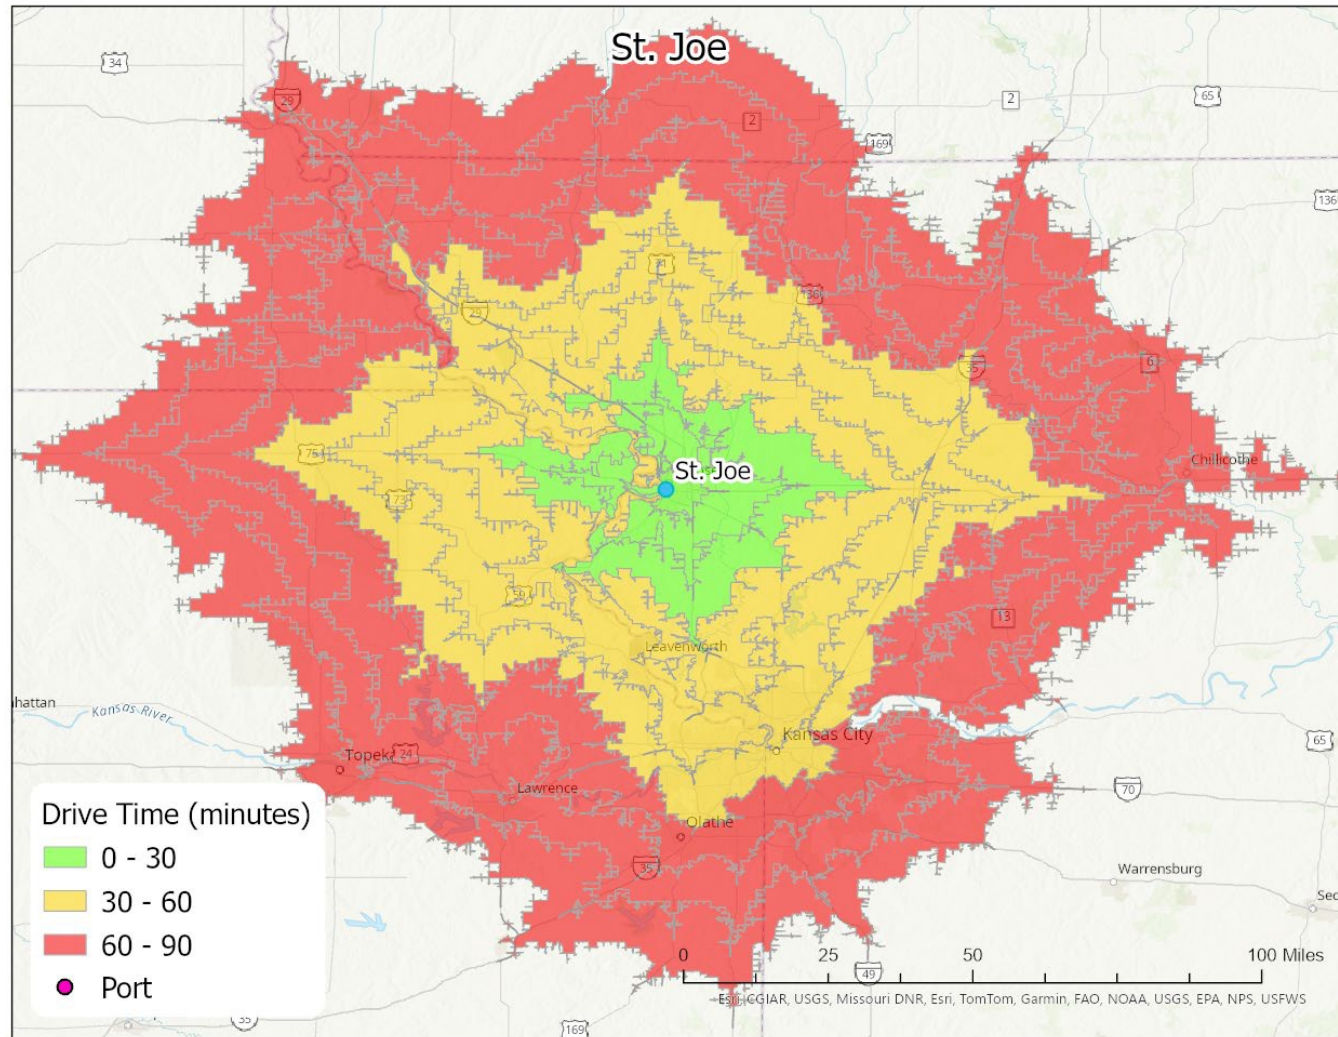 St. Joe
34
29
2
2
65
169
136
71
29
136
35
6
75
St. Joe
Chillicothe
73
59
13
Leavenworth
hattan
Kansas River
Kansas City
65
Topeka
24
Lawrence
70
Olathe
35
Warrensburg
Sed
Drive Time (minutes)
0 - 30
30 - 60
60 - 90
Port
0
25
50
100 Miles
49
Esri, CGIAR, USGS, Missouri DNR, Esri, TomTom, Garmin, FAO, NOAA, USGS, EPA, NPS, USFWS
35
169